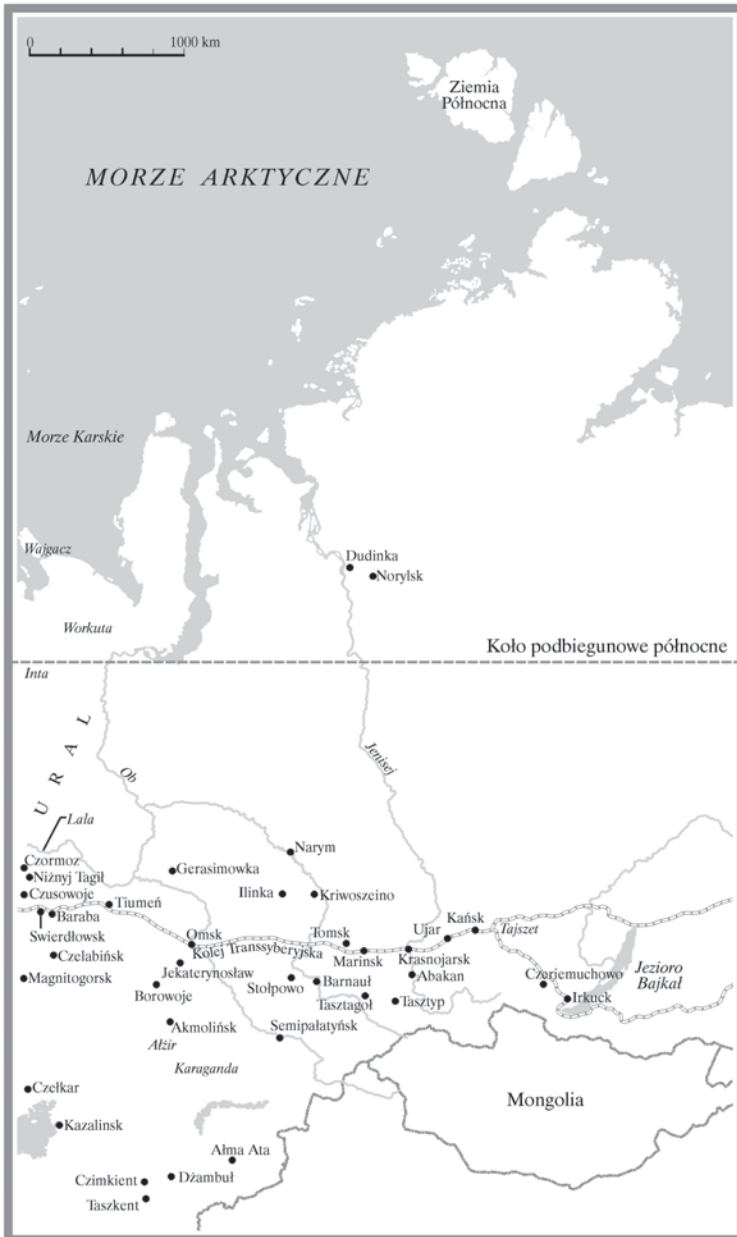 0 1000 km
Ziemia
Północna
MORZE ARKTYCZNE
Morze Karskie
Wajgacz
Dudinka
Norylsk
Workuta
Koło podbiegunowe północne
Inta
URAL
Ob
Jenisej
Lala
Czormoz
Niżnyj Tagił
Czusowoje
Gerasimowka
Narym
Ilinka
Kriwoszeino
Tiumeń
Baraba
Swierdłowsk
Omsk
Kolej Transsyberyjska
Tomsk
Marinsk
Ujar
Kańsk
Tajszet
Krasnojarsk
Czelabińsk
Magnitogorsk
Jekaterynosław
Borowoje
Stołpowo
Barnauł
Abakan
Tasztagoł
Tasztyp
Czerjemuchowo
Irkuck
Jezioro
Bajkał
Akmolińsk
Ałżir
Semipałatyńsk
Karaganda
Czełkar
Kazalinsk
Mongolia
Ałma Ata
Czimkient
Dżambuł
Taszkent